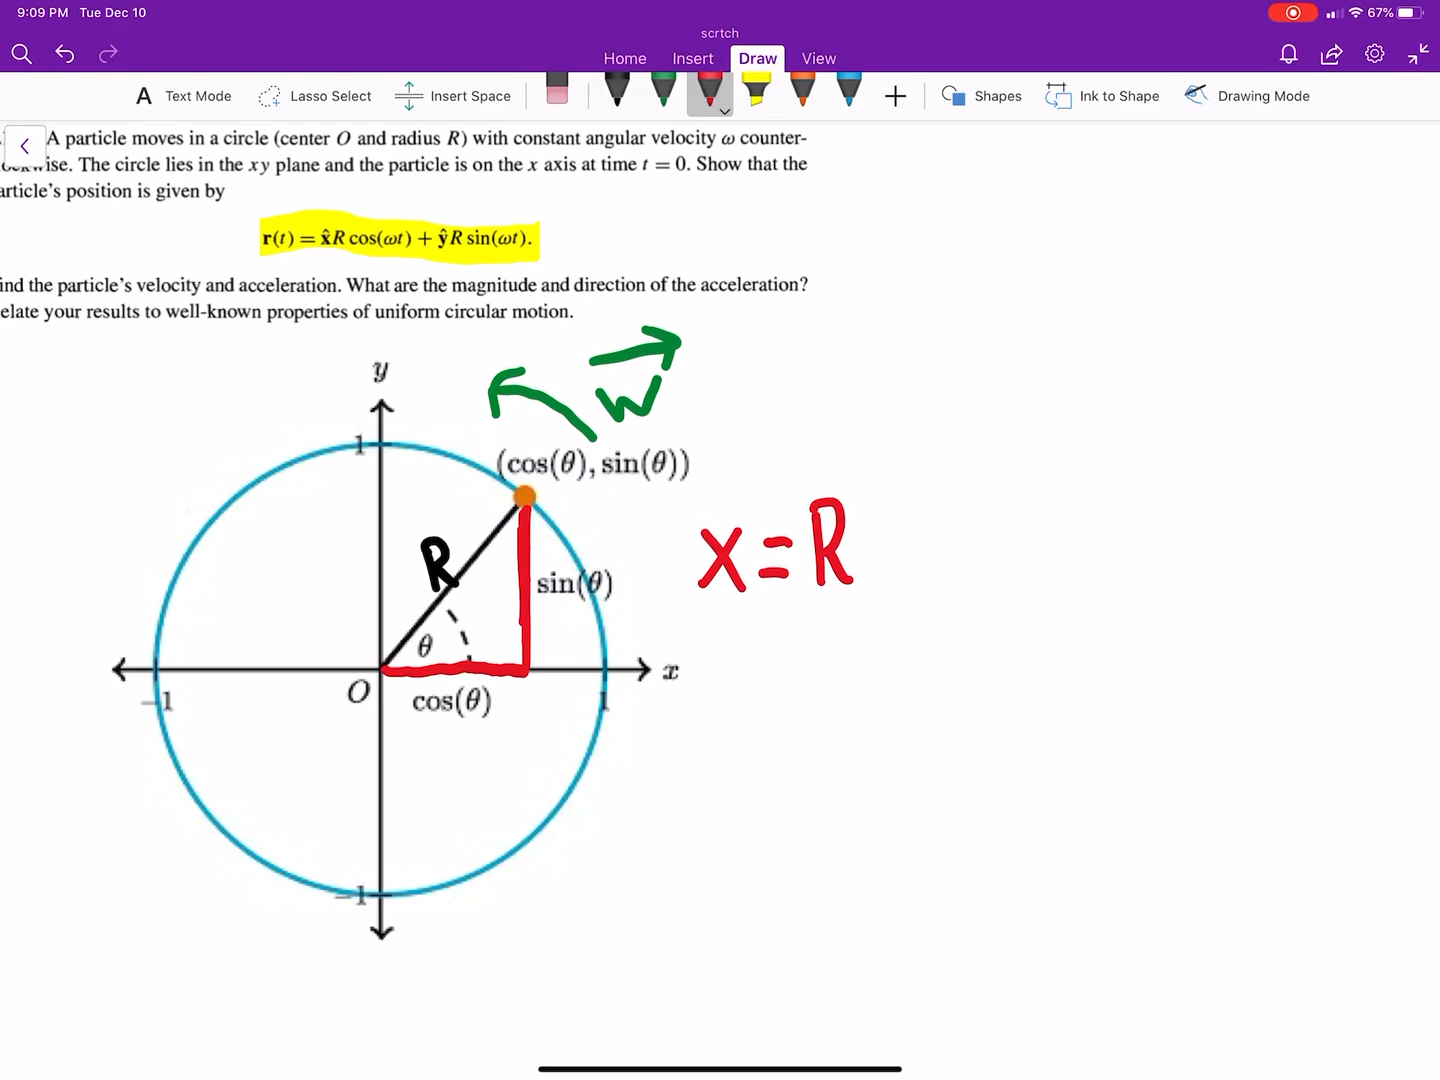 9:09 PM Tue Dec 10
67%
scrtch
Home Insert Draw View
Text Mode Lasso Select Insert Space Shapes Ink to Shape Drawing Mode
A particle moves in a circle (center O and radius R) with constant angular velocity ω counter-
wise. The circle lies in the xy plane and the particle is on the x axis at time t = 0. Show that the
article's position is given by
r(t) = x̂R cos(ωt) + ŷR sin(ωt).
ind the particle's velocity and acceleration. What are the magnitude and direction of the acceleration?
elate your results to well-known properties of uniform circular motion.
W
y
1
(cos(θ), sin(θ))
R
X = R
sin(θ)
θ
x
O
-1
cos(θ)
1
-1